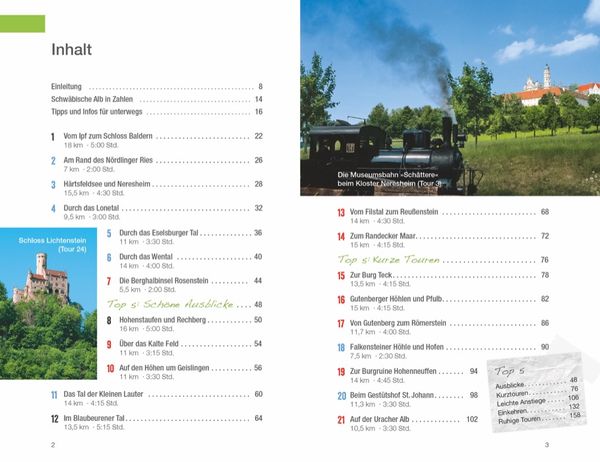 Inhalt
Einleitung 8
Schwäbische Alb in Zahlen 14
Tipps und Infos für unterwegs 16
1 Vom Ipf zum Schloss Baldern 22
18 km · 5:00 Std.
2 Am Rand des Nördlinger Ries 26
7 km · 2:00 Std.
3 Härtsfeldsee und Neresheim 28
15,5 km · 4:30 Std.
4 Durch das Lonetal 32
9,5 km · 3:00 Std.
Schloss Lichtenstein
(Tour 24)
5 Durch das Eselsburger Tal 36
11 km · 3:30 Std.
6 Durch das Wental 40
14 km · 4:00 Std.
7 Die Berghalbinsel Rosenstein 44
5,5 km · 2:00 Std.
Top 5: Schöne Ausblicke 48
8 Hohenstaufen und Rechberg 50
16 km · 5:00 Std.
9 Über das Kalte Feld 54
11 km · 3:15 Std.
10 Auf den Höhen um Geislingen 56
11 km · 3:30 Std.
11 Das Tal der Kleinen Lauter 60
14 km · 4:15 Std.
12 Im Blaubeurener Tal 64
13,5 km · 5:15 Std.
2
Die Museumsbahn »Schättere«
beim Kloster Neresheim (Tour 3)
13 Vom Filstal zum Reußenstein 68
14 km · 4:30 Std.
14 Zum Randecker Maar 72
15 km · 4:15 Std.
Top 5: Kurze Touren 76
15 Zur Burg Teck 78
13,5 km · 4:15 Std.
16 Gutenberger Höhlen und Pfulb 82
15 km · 4:15 Std.
17 Von Gutenberg zum Römerstein 86
11,7 km · 4:00 Std.
18 Falkensteiner Höhle und Hofen 90
7,5 km · 2:30 Std.
19 Zur Burgruine Hohenneuffen 94
14 km · 4:45 Std.
20 Beim Gestütshof St. Johann 98
11,3 km · 3:30 Std.
21 Auf der Uracher Alb 102
10,5 km · 3:30 Std.
Top 5
Ausblicke 48
Kurztouren 76
Leichte Anstiege 106
Einkehren 132
Ruhige Touren 158
3